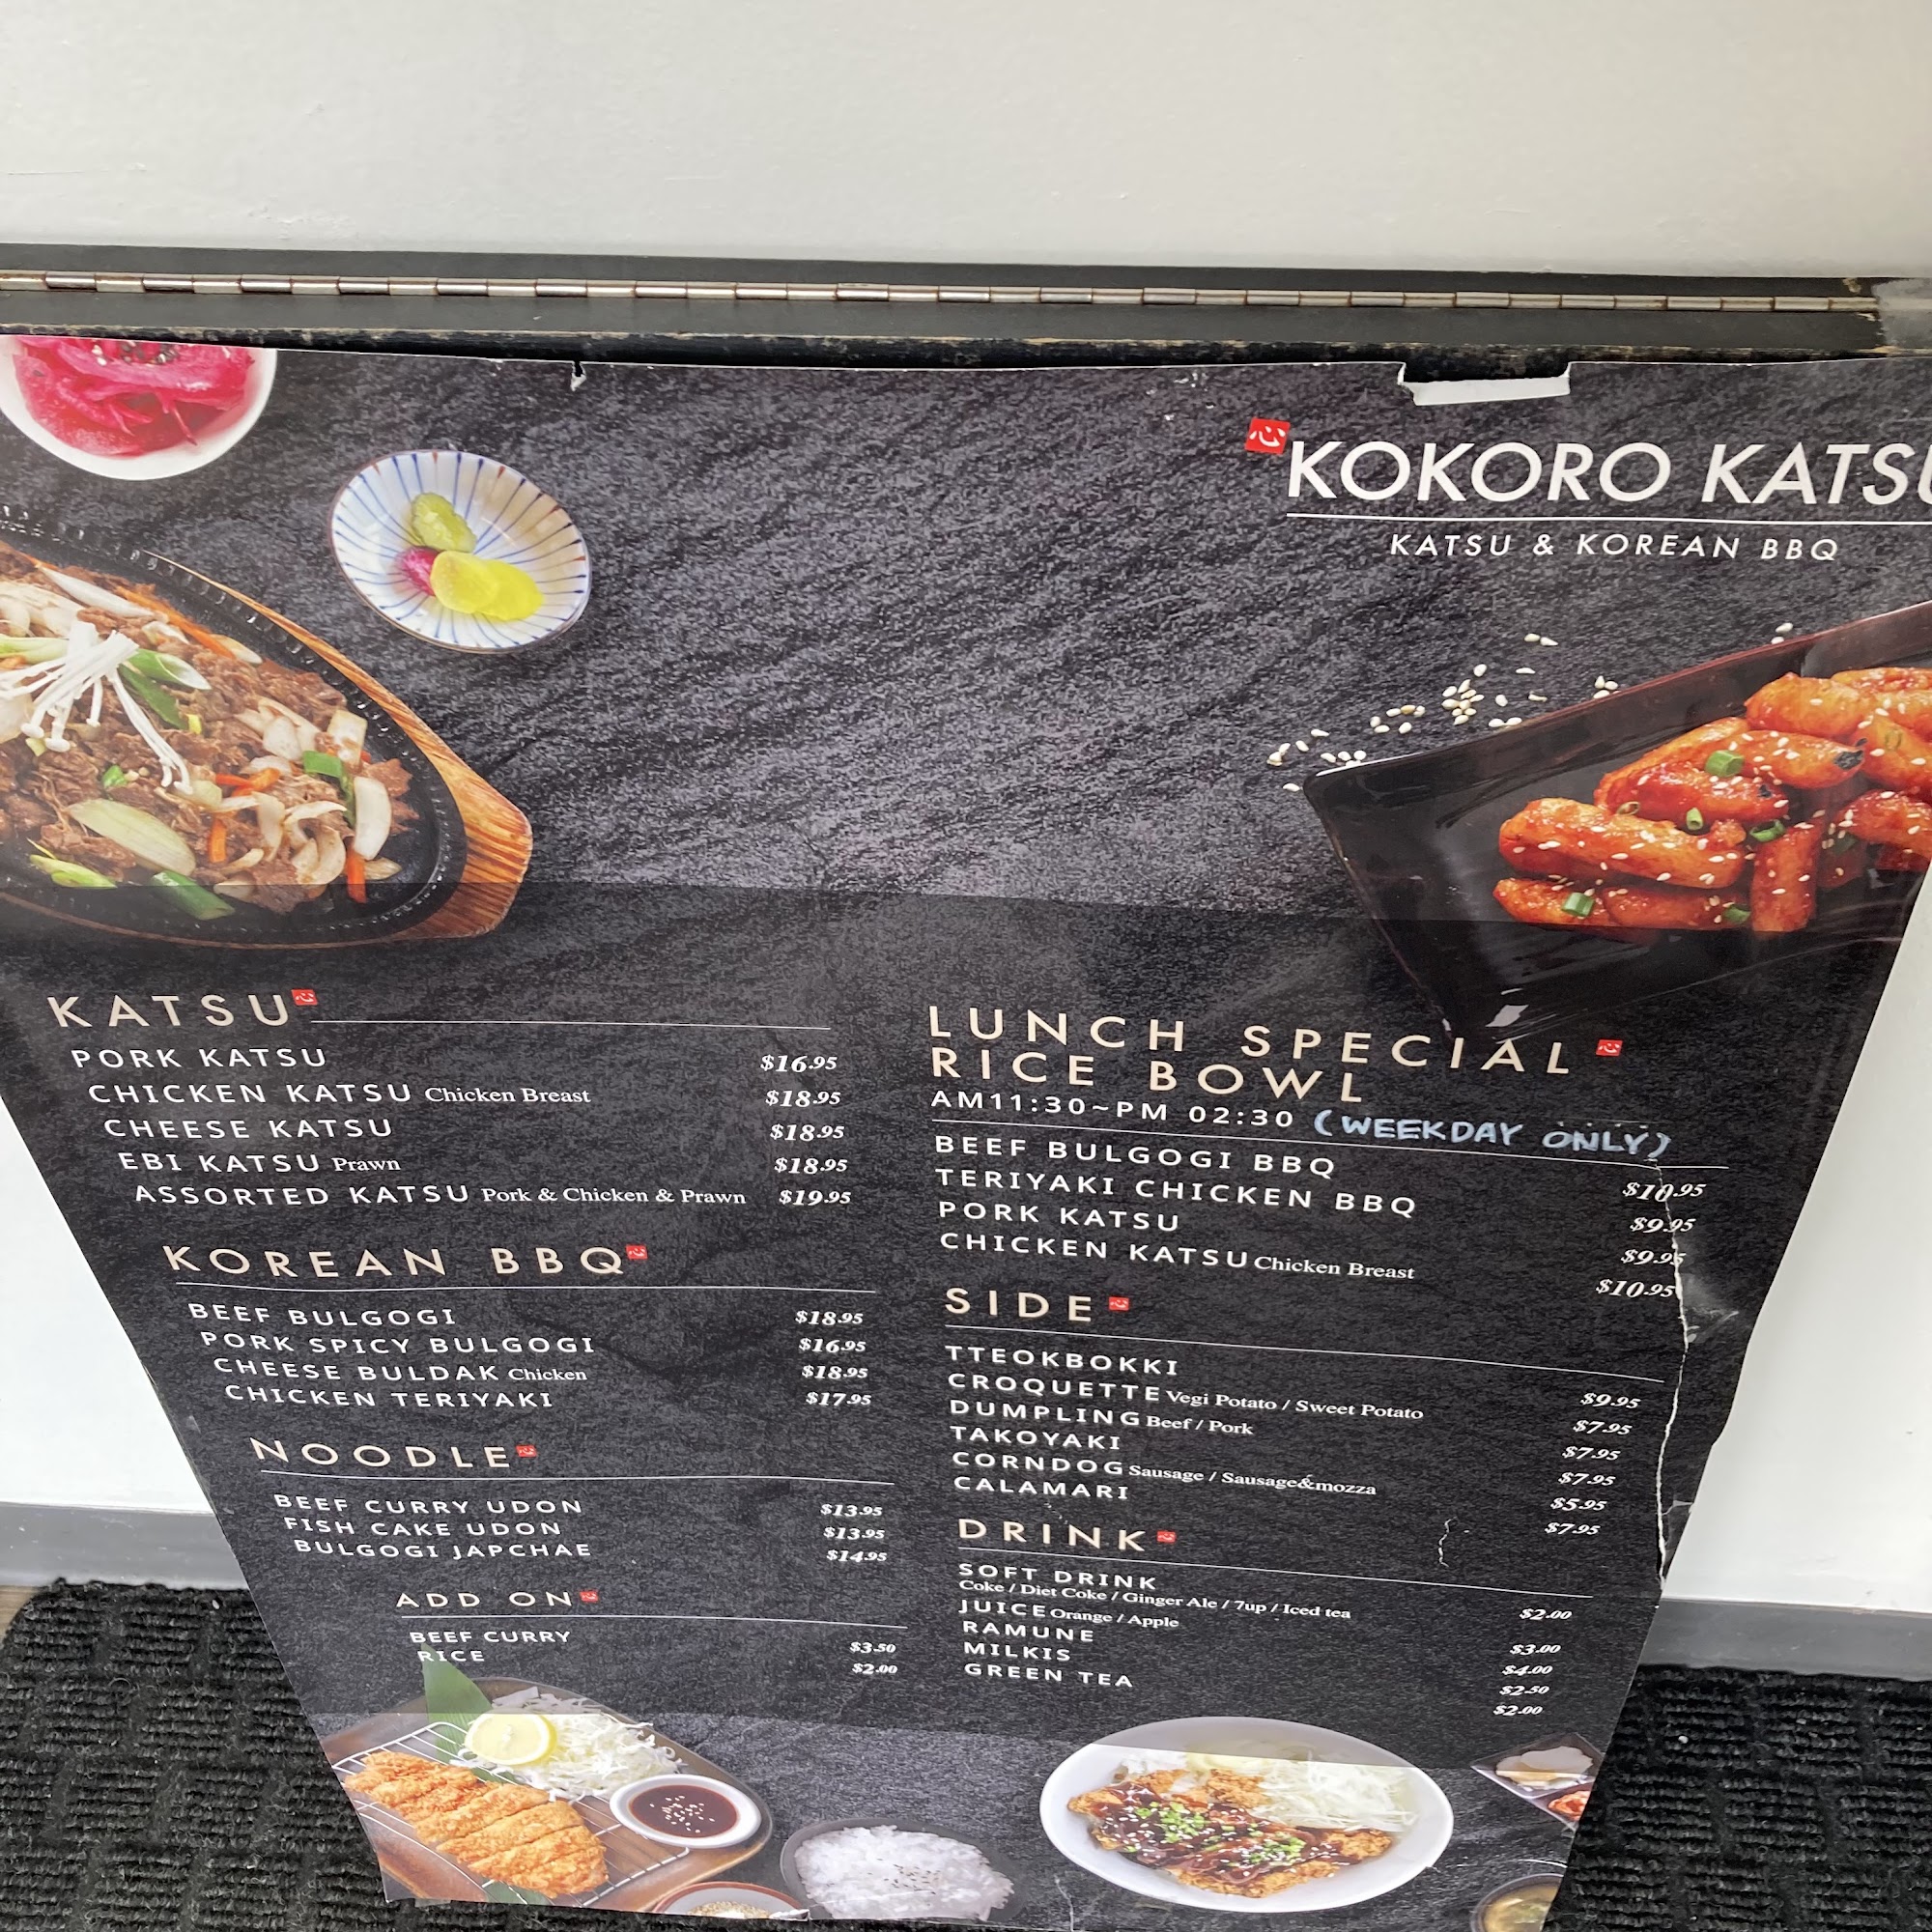 心 KOKORO KATSU
KATSU & KOREAN BBQ
KATSU 心
PORK KATSU $16.95
CHICKEN KATSU Chicken Breast $18.95
CHEESE KATSU $18.95
EBI KATSU Prawn $18.95
ASSORTED KATSU Pork & Chicken & Prawn $19.95
KOREAN BBQ 心
BEEF BULGOGI $18.95
PORK SPICY BULGOGI $16.95
CHEESE BULDAK Chicken $18.95
CHICKEN TERIYAKI $17.95
NOODLE 心
BEEF CURRY UDON $13.95
FISH CAKE UDON $13.95
BULGOGI JAPCHAE $14.95
ADD ON 心
BEEF CURRY $3.50
RICE $2.00
LUNCH SPECIAL 心
RICE BOWL
AM11:30~PM 02:30 (WEEKDAY ONLY)
BEEF BULGOGI BBQ $10.95
TERIYAKI CHICKEN BBQ $9.95
PORK KATSU $9.95
CHICKEN KATSU Chicken Breast $10.95
SIDE 心
TTEOKBOKKI $9.95
CROQUETTE Vegi Potato / Sweet Potato $7.95
DUMPLING Beef / Pork $7.95
TAKOYAKI $7.95
CORNDOG Sausage / Sausage&mozza $5.95
CALAMARI $7.95
DRINK 心
SOFT DRINK $2.00
Coke / Diet Coke / Ginger Ale / 7up / Iced tea
JUICE Orange / Apple $3.00
RAMUNE $4.00
MILKIS $2.50
GREEN TEA $2.00